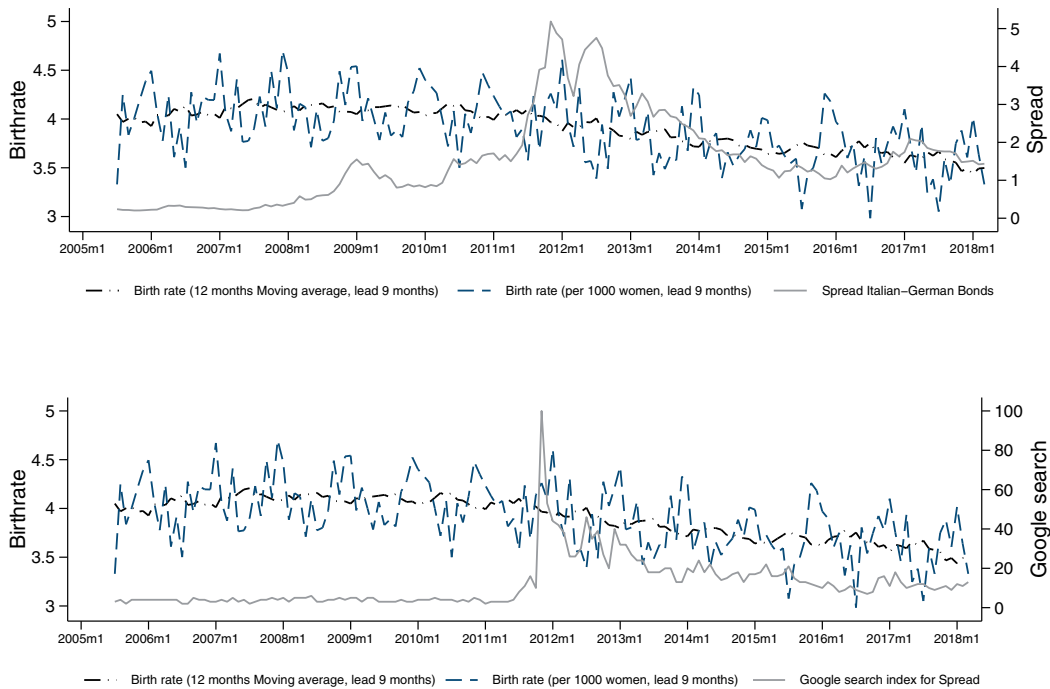 5
4.5
4
3.5
3
Birthrate
5
4
3
2
1
0
Spread
2005m1 2006m1 2007m1 2008m1 2009m1 2010m1 2011m1 2012m1 2013m1 2014m1 2015m1 2016m1 2017m1 2018m1
Birth rate (12 months Moving average, lead 9 months) Birth rate (per 1000 women, lead 9 months) Spread Italian–German Bonds
5
4.5
4
3.5
3
Birthrate
100
80
60
40
20
0
Google search
2005m1 2006m1 2007m1 2008m1 2009m1 2010m1 2011m1 2012m1 2013m1 2014m1 2015m1 2016m1 2017m1 2018m1
Birth rate (12 months Moving average, lead 9 months) Birth rate (per 1000 women, lead 9 months) Google search index for Spread